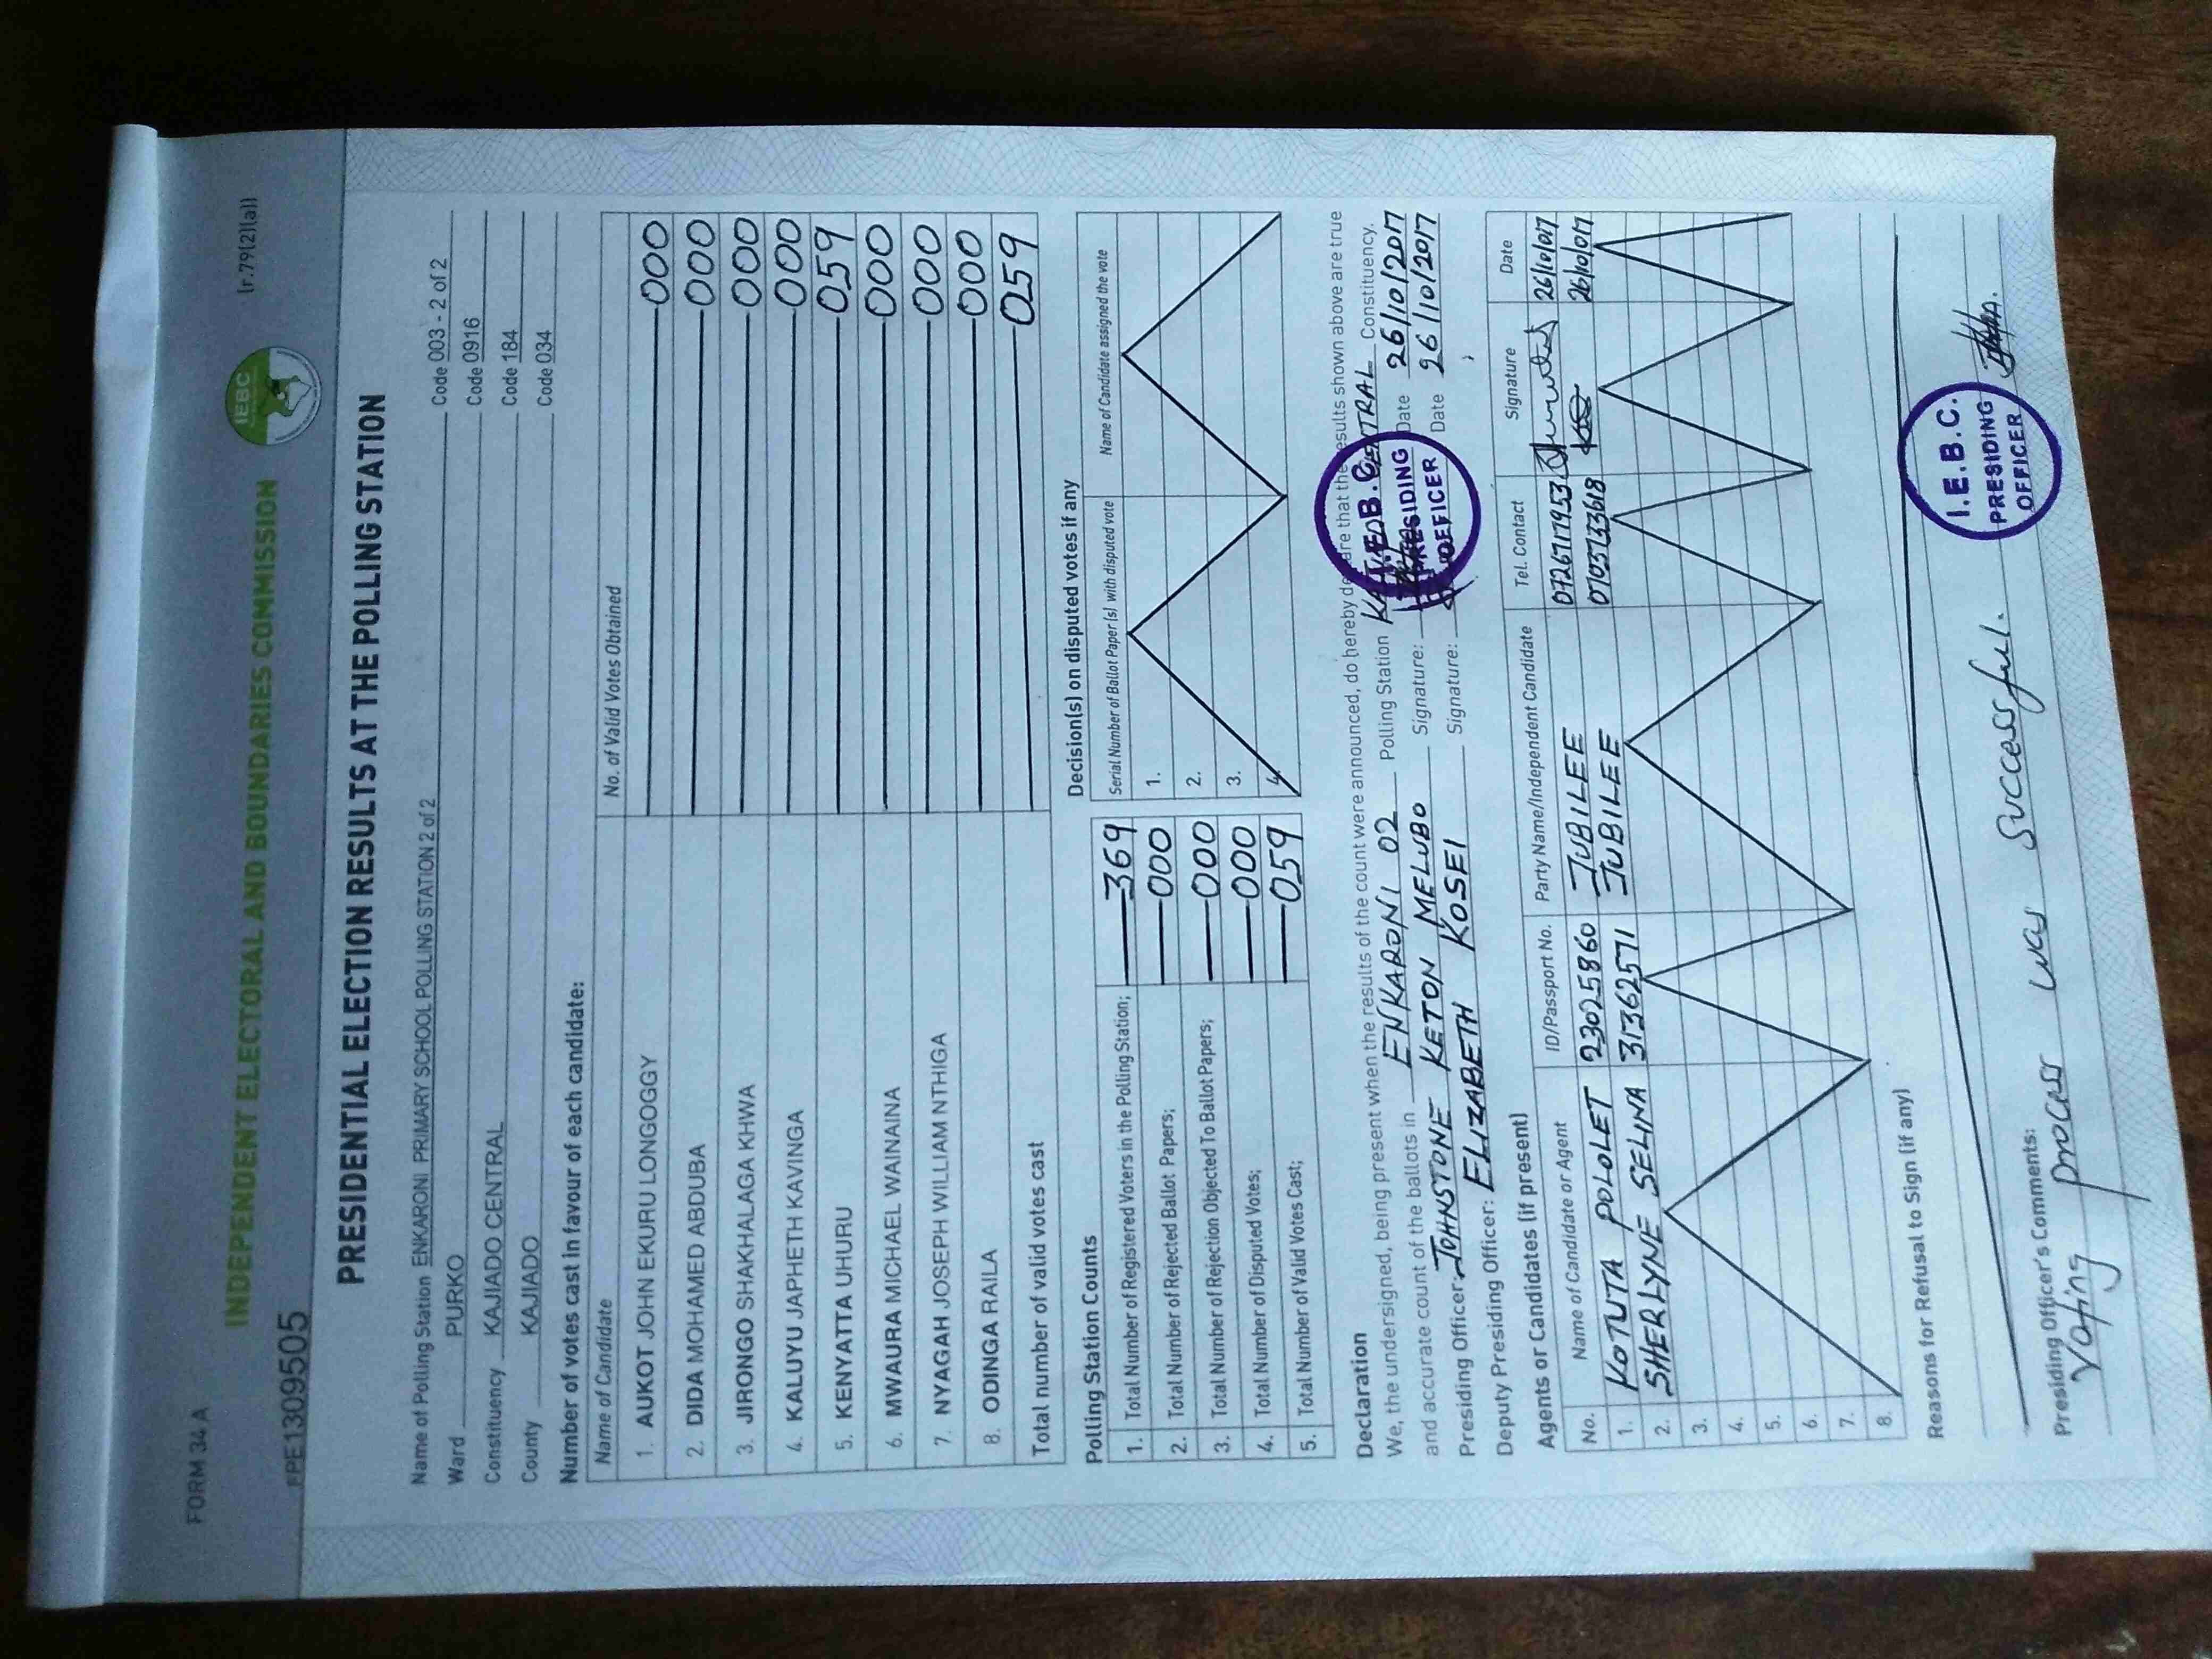 FORM 34 A
(r.79(2)(a))
INDEPENDENT ELECTORAL AND BOUNDARIES COMMISSION
IEBC
PRESIDENTIAL ELECTION RESULTS AT THE POLLING STATION
Name of Polling Station ENKARONI PRIMARY SCHOOL POLLING STATION 2 of 2 Code 003 - 2 of 2
Ward PURKO Code 0916
Constituency KAJIADO CENTRAL Code 184
County KAJIADO Code 034
Number of votes cast in favour of each candidate:
Name of Candidate No. of Valid Votes Obtained
1. AUKOT JOHN EKURU LONGOGGY 000
2. DIDA MOHAMED ABDUBA 000
3. JIRONGO SHAKHALAGA KHWA 000
4. KALUYU JAPHETH KAVINGA 000
5. KENYATTA UHURU 059
6. MWAURA MICHAEL WAINAINA 000
7. NYAGAH JOSEPH WILLIAM NTHIGA 000
8. ODINGA RAILA 000
Total number of valid votes cast 059
Polling Station Counts
1. Total Number of Registered Voters in the Polling Station; 369
2. Total Number of Rejected Ballot Papers; 000
3. Total Number of Rejection Objected To Ballot Papers; 000
4. Total Number of Disputed Votes; 000
5. Total Number of Valid Votes Cast; 059
Decision(s) on disputed votes if any
Serial Number of Ballot Paper (s) with disputed vote Name of Candidate assigned the vote
1.
2.
3.
4.
Declaration
We, the undersigned, being present when the results of the count were announced, do hereby declare that the results shown above are true
and accurate count of the ballots in ENKARONI 02 Polling Station CENTRAL Constituency.
Presiding Officer: JOHNSTONE KETON MELUBO Signature: Date 26/10/2017
Deputy Presiding Officer: ELIZABETH KOSEI Signature: Date 26/10/2017
I.E.B.C.
PRESIDING
OFFICER
Agents or Candidates (if present)
No. Name of Candidate or Agent ID/Passport No. Party Name/Independent Candidate Tel. Contact Signature Date
1. KOTUTA POLOLET 23025860 JUBILEE
2. SHERLYNE SELINA 31362571 JUBILEE
3.
4.
5.
6.
7.
8.
Reasons for Refusal to Sign (if any)
Presiding Officer's Comments:
Voting process was successful.
I.E.B.C.
PRESIDING
OFFICER